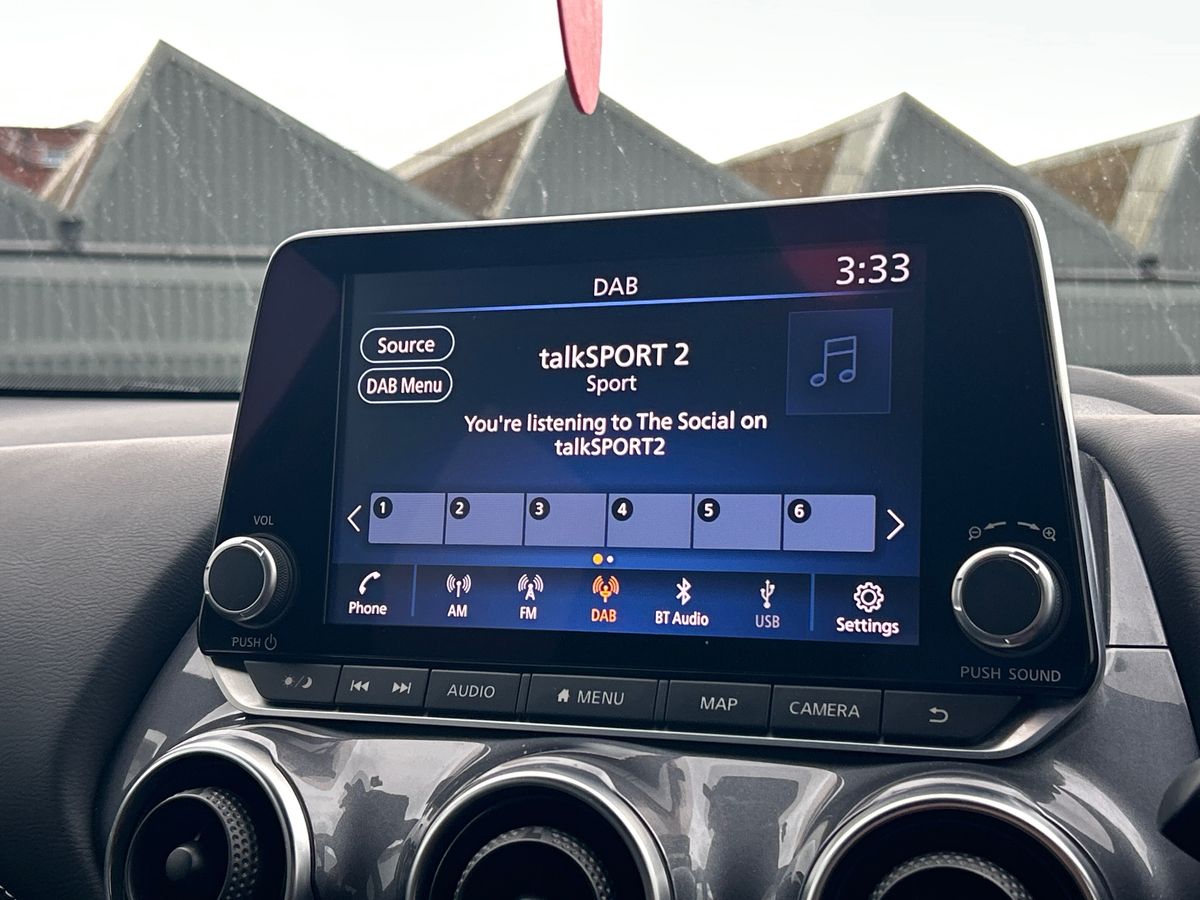 DAB
3:33
Source
DAB Menu
talkSPORT 2
Sport
You're listening to The Social on
talkSPORT2
1 2 3 4 5 6
Phone AM FM DAB BT Audio USB Settings
VOL
PUSH
PUSH SOUND
AUDIO MENU MAP CAMERA